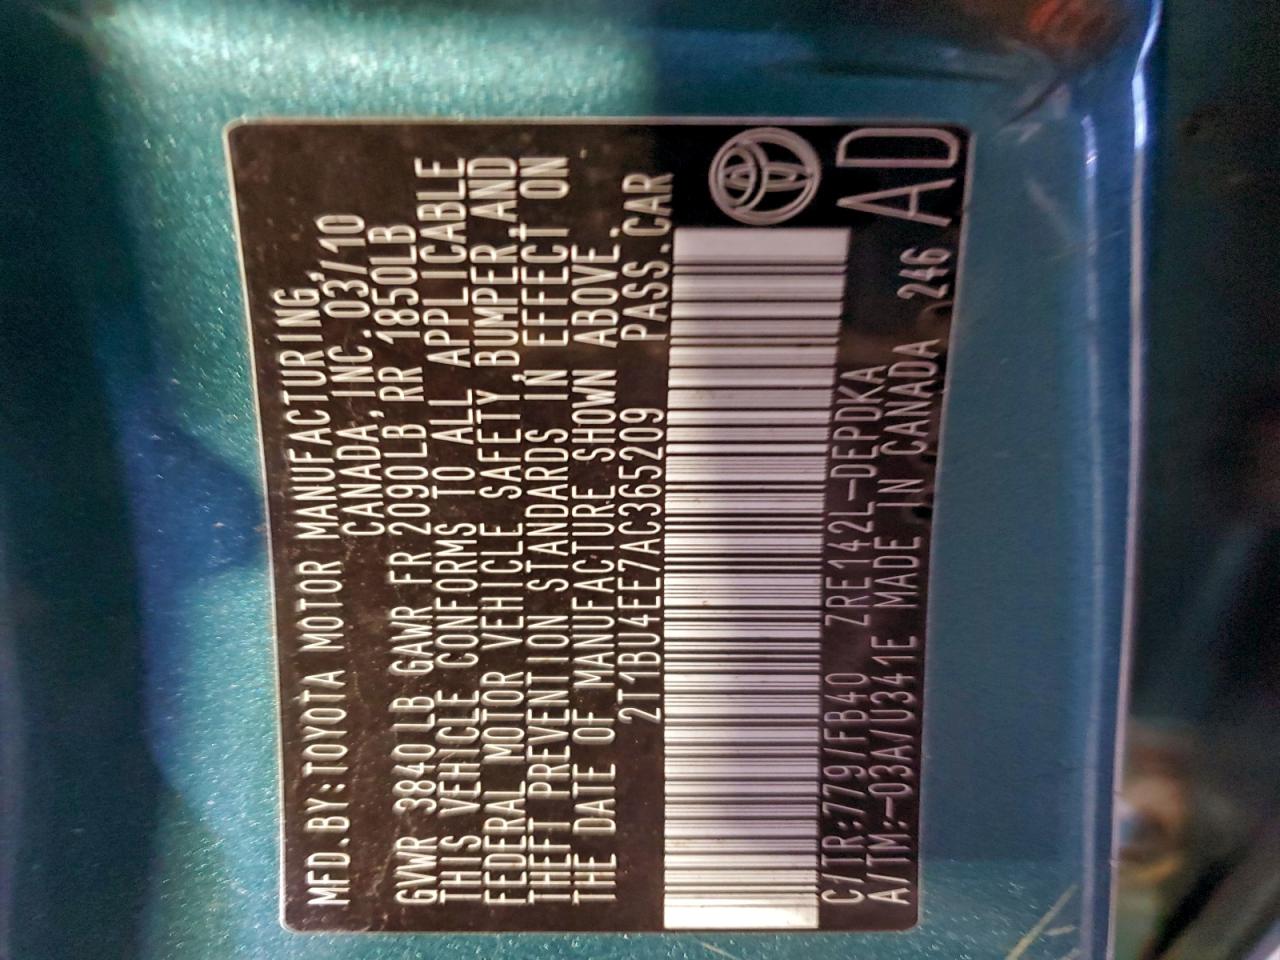 MFD.BY:TOYOTA MOTOR MANUFACTURING,
CANADA, INC. 03/10
GVWR 3840LB GAWR FR 2090LB RR 1850LB
THIS VEHICLE CONFORMS TO ALL APPLICABLE
FEDERAL MOTOR VEHICLE SAFETY, BUMPER, AND
THEFT PREVENTION STANDARDS IN EFFECT ON
THE DATE OF MANUFACTURE SHOWN ABOVE.
2T1BU4EE7AC365209 PASS.CAR
C/TR:779/FB40 ZRE142L-DEPDKA
A/TM:-03A/U341E MADE IN CANADA 246
AD